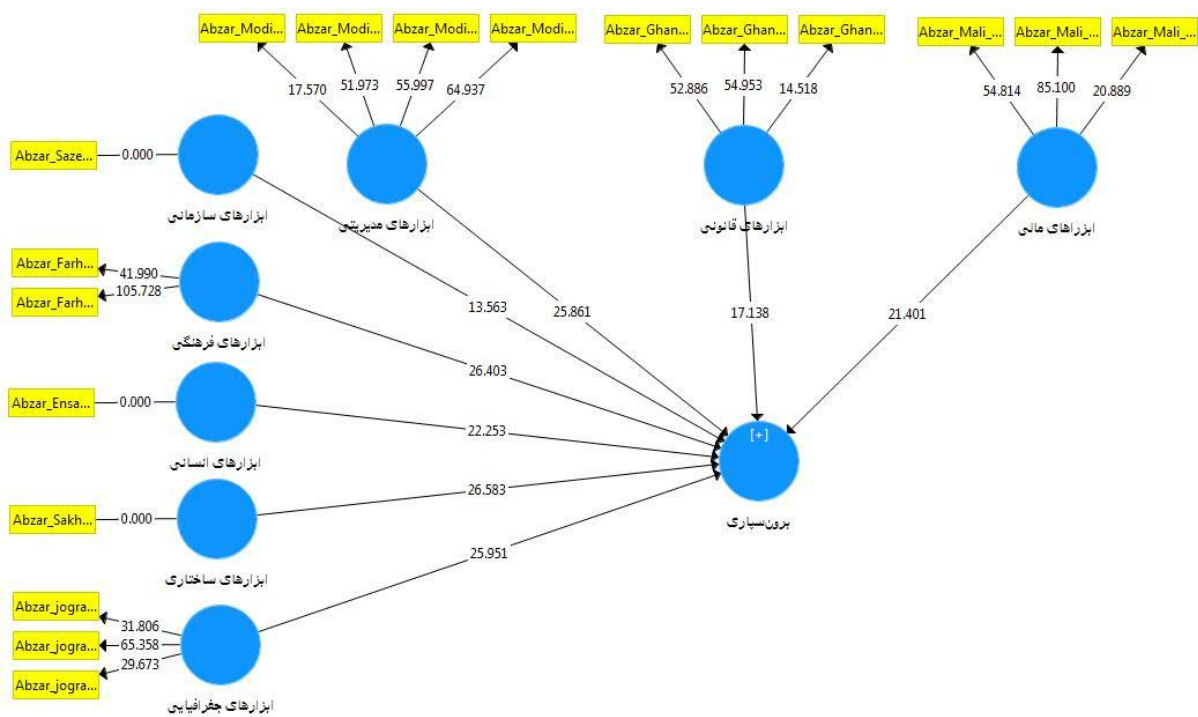 Abzar_Modi...
Abzar_Modi...
Abzar_Modi...
Abzar_Modi...
Abzar_Ghan...
Abzar_Ghan...
Abzar_Ghan...
Abzar_Mali_...
Abzar_Mali_...
Abzar_Mali_...
17.570
51.973
55.997
64.937
52.886
54.953
14.518
54.814
85.100
20.889
Abzar_Saze...
0.000
ابزارهای سازمانی
ابزارهای مدیریتی
ابزارهای قانونی
ابزراهای مالی
Abzar_Farh...
41.990
Abzar_Farh...
105.728
ابزارهای فرهنگی
13.563
25.861
17.138
21.401
26.403
Abzar_Ensa...
0.000
22.253
ابزارهای انسانی
[+]
26.583
Abzar_Sakh...
0.000
برون‌سپاری
25.951
ابزارهای ساختاری
Abzar_jogra...
31.806
Abzar_jogra...
65.358
29.673
Abzar_jogra...
ابزارهای جغرافیایی